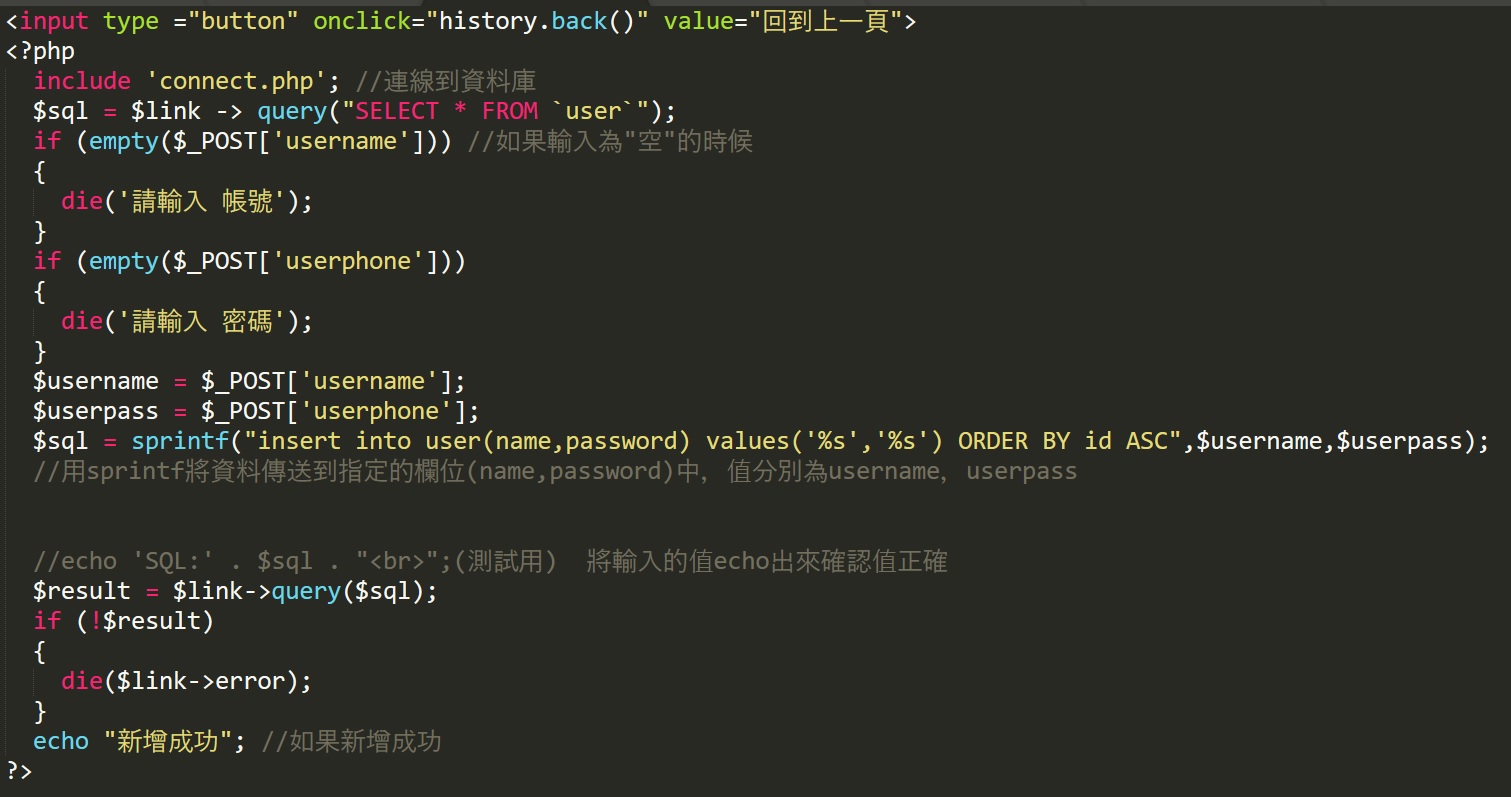 <input type ="button" onclick="history.back()" value="回到上一頁">
<?php
include 'connect.php'; //連線到資料庫
$sql = $link -> query("SELECT * FROM `user`");
if (empty($_POST['username'])) //如果輸入為"空"的時候
{
die('請輸入 帳號');
}
if (empty($_POST['userphone']))
{
die('請輸入 密碼');
}
$username = $_POST['username'];
$userpass = $_POST['userphone'];
$sql = sprintf("insert into user(name,password) values('%s','%s') ORDER BY id ASC",$username,$userpass);
//用sprintf將資料傳送到指定的欄位(name,password)中，值分別為username，userpass
//echo 'SQL:' . $sql . "<br>";(測試用)  將輸入的值echo出來確認值正確
$result = $link->query($sql);
if (!$result)
{
die($link->error);
}
echo "新增成功"; //如果新增成功
?>